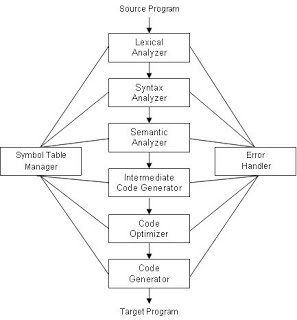 Source Program
Lexical
Analyzer
Syntax
Analyzer
Semantic
Analyzer
Symbol Table
Manager
Error
Handler
Intermediate
Code Generator
Code
Optimizer
Code
Generator
Target Program